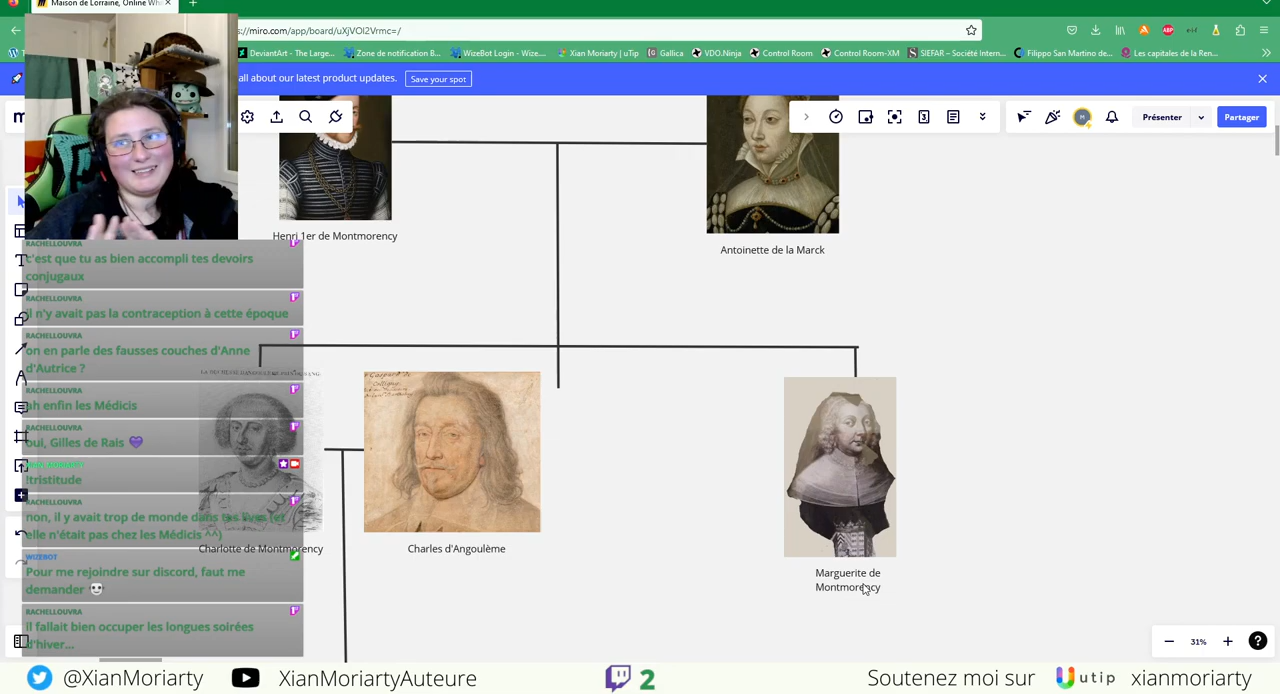 Maison de Lorraine, Online Whi
://miro.com/app/board/uXjVOl2Vrmc=/
DeviantArt - The Large...
Zone de notification B...
WizeBot Login - Wize...
Xian Moriarty | uTip
Gallica
VDO.Ninja
Control Room
Control Room-XM
SIEFAR – Société Intern...
Filippo San Martino de...
Les capitales de la Ren...
all about our latest product updates.
Save your spot
Présenter
Partager
Henri 1er de Montmorency
Antoinette de la Marck
RACHELLOUVRA
c'est que tu as bien accompli tes devoirs
conjugaux
RACHELLOUVRA
il n'y avait pas la contraception à cette époque
RACHELLOUVRA
on en parle des fausses couches d'Anne
d'Autrice ?
RACHELLOUVRA
ah enfin les Médicis
RACHELLOUVRA
oui, Gilles de Rais 💜
!tristitude
RACHELLOUVRA
non, il y avait trop de monde dans
elle n'était pas chez les Médicis ^^)
WIZEBOT
Pour me rejoindre sur discord, faut me
demander
RACHELLOUVRA
il fallait bien occuper les longues soirées
d'hiver...
Charlotte de Montmorency
Charles d'Angoulème
Marguerite de
Montmorency
31%
@XianMoriarty
XianMoriartyAuteure
2
Soutenez moi sur
utip
xianmoriarty